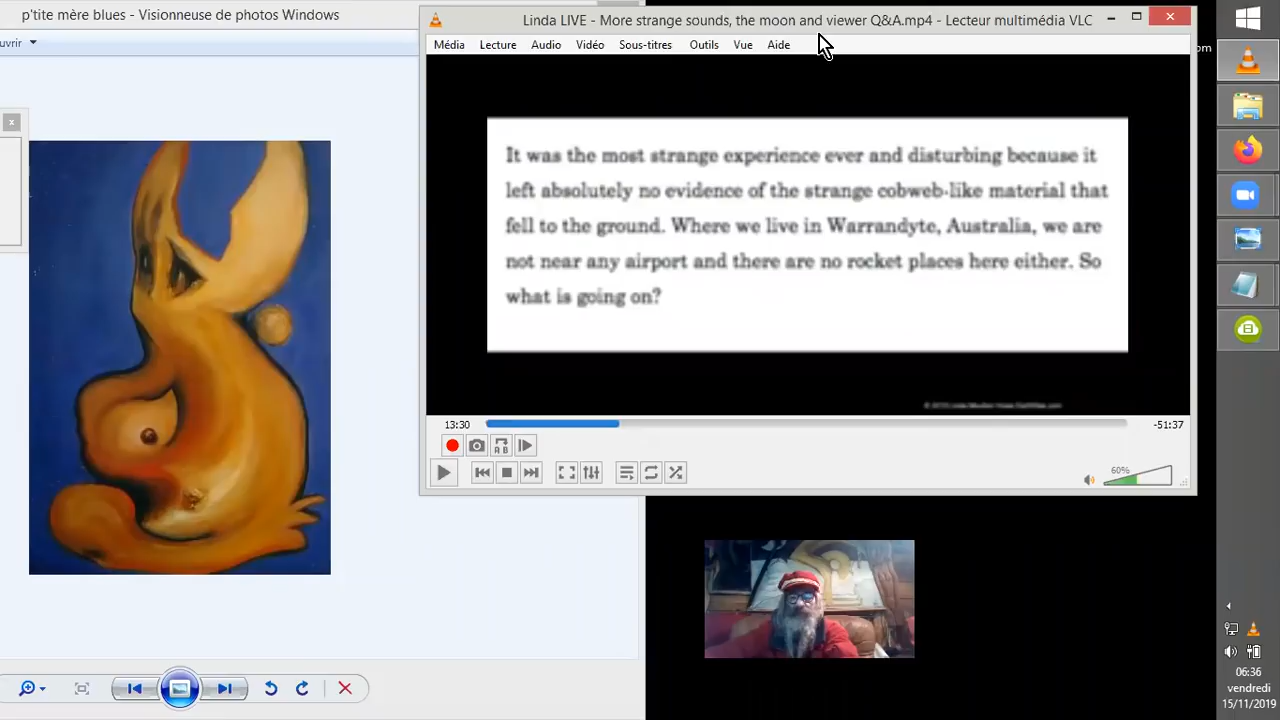 p'tite mère blues - Visionneuse de photos Windows
uvrir
x
Linda LIVE - More strange sounds, the moon and viewer Q&A.mp4 - Lecteur multimédia VLC
Média Lecture Audio Vidéo Sous-titres Outils Vue Aide
om
It was the most strange experience ever and disturbing because it
left absolutely no evidence of the strange cobweb-like material that
fell to the ground. Where we live in Warrandyte, Australia, we are
not near any airport and there are no rocket places here either. So
what is going on?
13:30
-51:37
A B
60%
06:36
vendredi
15/11/2019